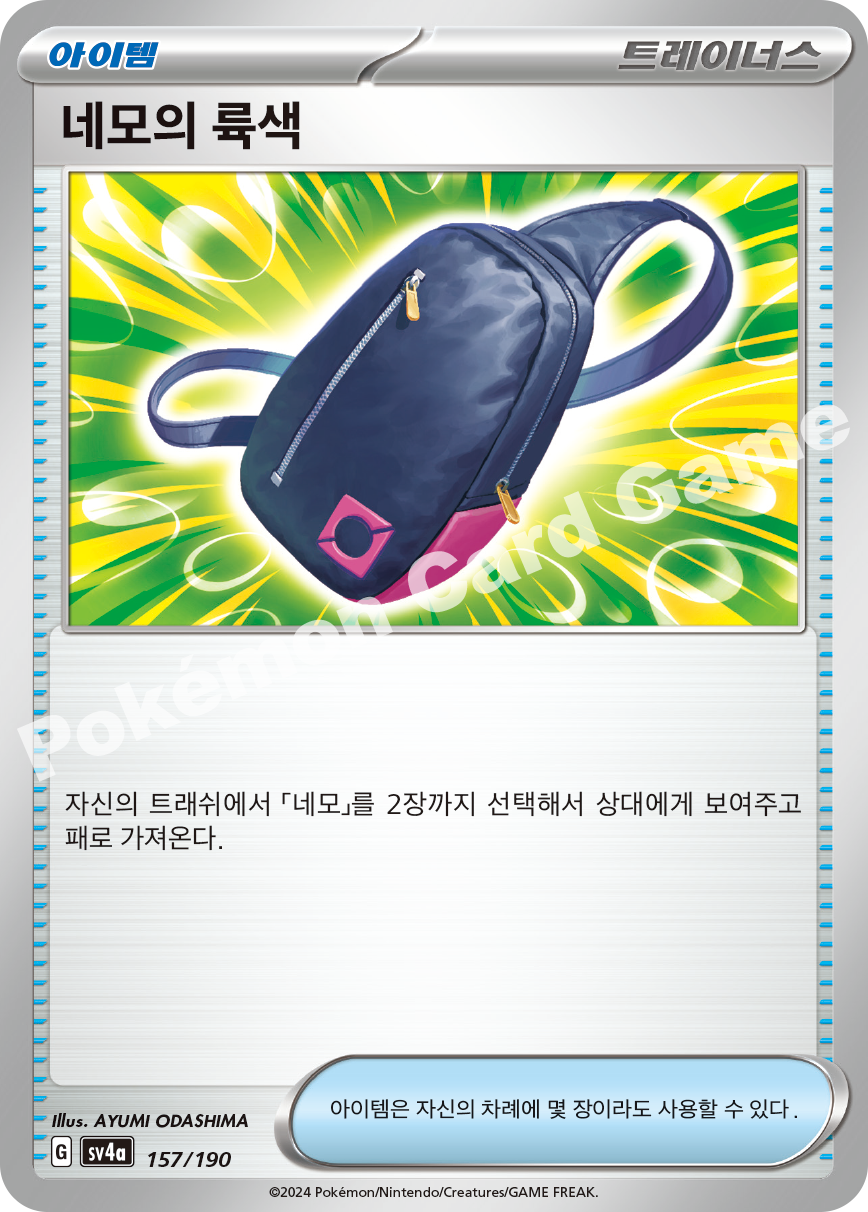 아이템 트레이너스
네모의 륙색
Pokémon Card Game
자신의 트래쉬에서 「네모」를 2장까지 선택해서 상대에게 보여주고
패로 가져온다.
아이템은 자신의 차례에 몇 장이라도 사용할 수 있다.
Illus. AYUMI ODASHIMA
G sv4a 157/190
©2024 Pokémon/Nintendo/Creatures/GAME FREAK.